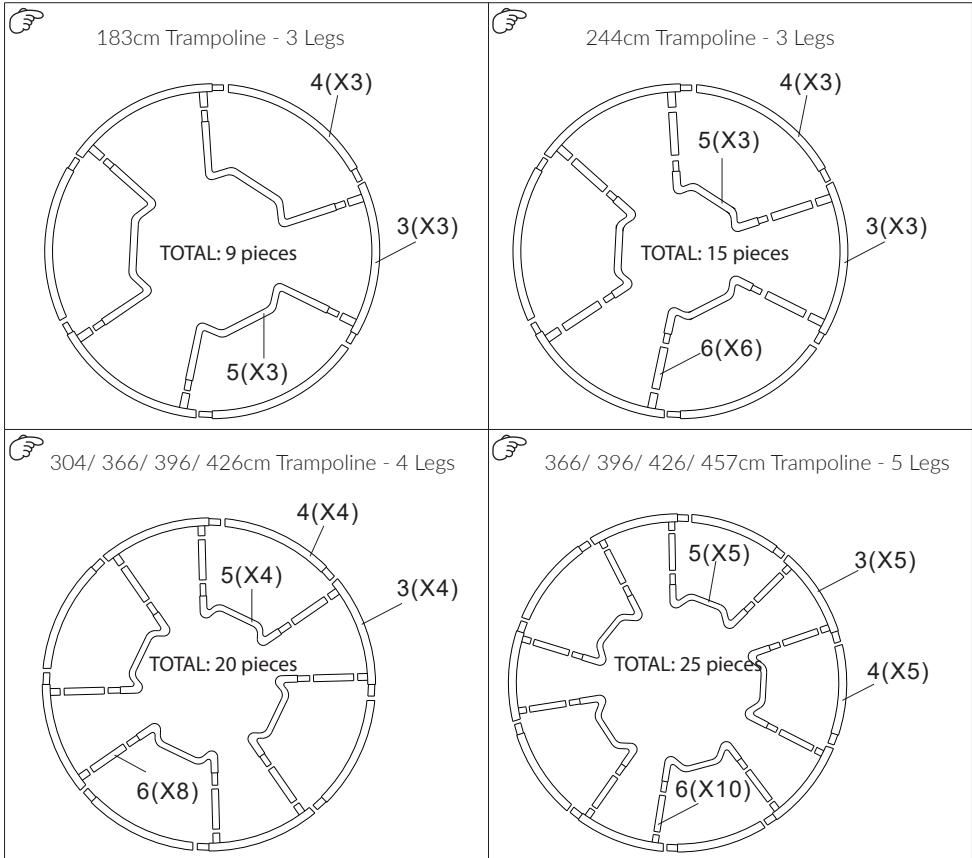 183cm Trampoline - 3 Legs
4(X3)
3(X3)
TOTAL: 9 pieces
5(X3)
244cm Trampoline - 3 Legs
4(X3)
5(X3)
3(X3)
TOTAL: 15 pieces
6(X6)
304/ 366/ 396/ 426cm Trampoline - 4 Legs
4(X4)
5(X4)
3(X4)
TOTAL: 20 pieces
6(X8)
366/ 396/ 426/ 457cm Trampoline - 5 Legs
5(X5)
3(X5)
TOTAL: 25 pieces
4(X5)
6(X10)